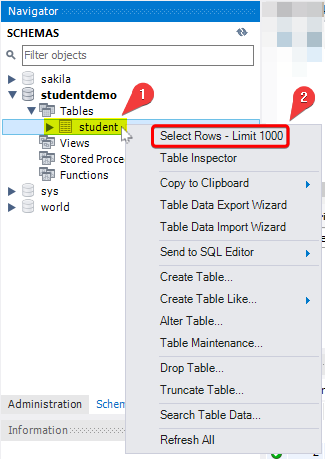 Navigator
SCHEMAS
Filter objects
sakila
studentdemo
Tables
1
student
Views
Stored Proce
Functions
sys
world
2
Select Rows - Limit 1000
Table Inspector
Copy to Clipboard
Table Data Export Wizard
Table Data Import Wizard
Send to SQL Editor
Create Table...
Create Table Like...
Alter Table...
Table Maintenance...
Drop Table...
Truncate Table...
Search Table Data...
Refresh All
Administration
Schem
Information
2